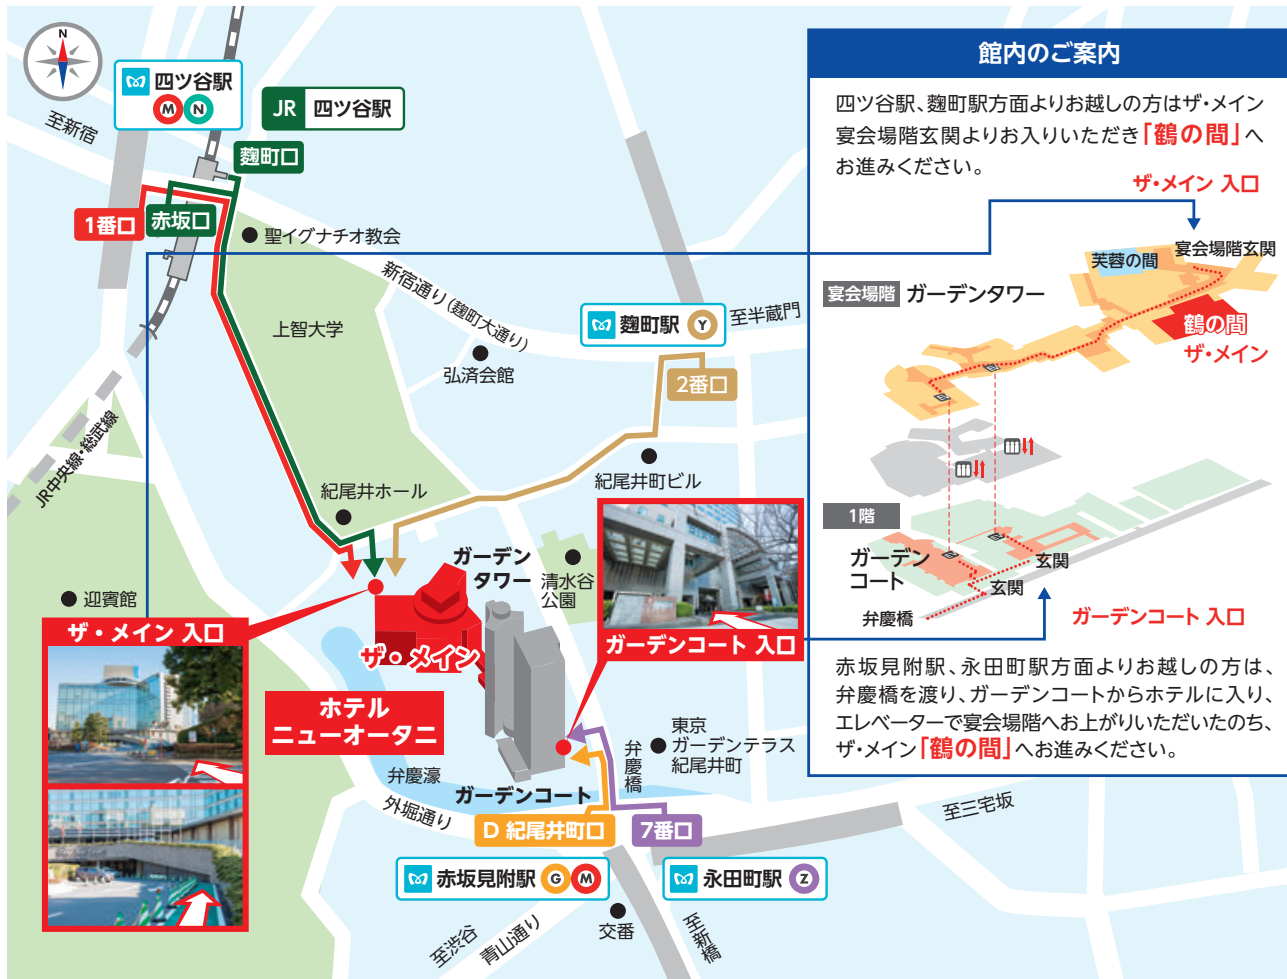 N
四ツ谷駅
M N
JR 四ツ谷駅
至新宿
麴町口
1番口
赤坂口
聖イグナチオ教会
新宿通り(麴町大通り)
上智大学
弘済会館
麴町駅 Y
至半蔵門
2番口
JR中央線・総武線
紀尾井ホール
紀尾井町ビル
ガーデン
タワー
清水谷
公園
迎賓館
ザ・メイン 入口
ザ・メイン
ガーデンコート 入口
ホテル
ニューオータニ
東京
ガーデンテラス
紀尾井町
弁慶橋
弁慶濠
ガーデンコート
外堀通り
D 紀尾井町口
7番口
至三宅坂
赤坂見附駅 G M
永田町駅 Z
交番
至渋谷
青山通り
至新橋
館内のご案内
四ツ谷駅、麴町駅方面よりお越しの方はザ・メイン
宴会場階玄関よりお入りいただき「鶴の間」へ
お進みください。
ザ・メイン 入口
芙蓉の間
宴会場階玄関
宴会場階 ガーデンタワー
鶴の間
ザ・メイン
1階
ガーデン
コート
玄関
玄関
弁慶橋
ガーデンコート 入口
赤坂見附駅、永田町駅方面よりお越しの方は、
弁慶橋を渡り、ガーデンコートからホテルに入り、
エレベーターで宴会場階へお上がりいただいたのち、
ザ・メイン「鶴の間」へお進みください。